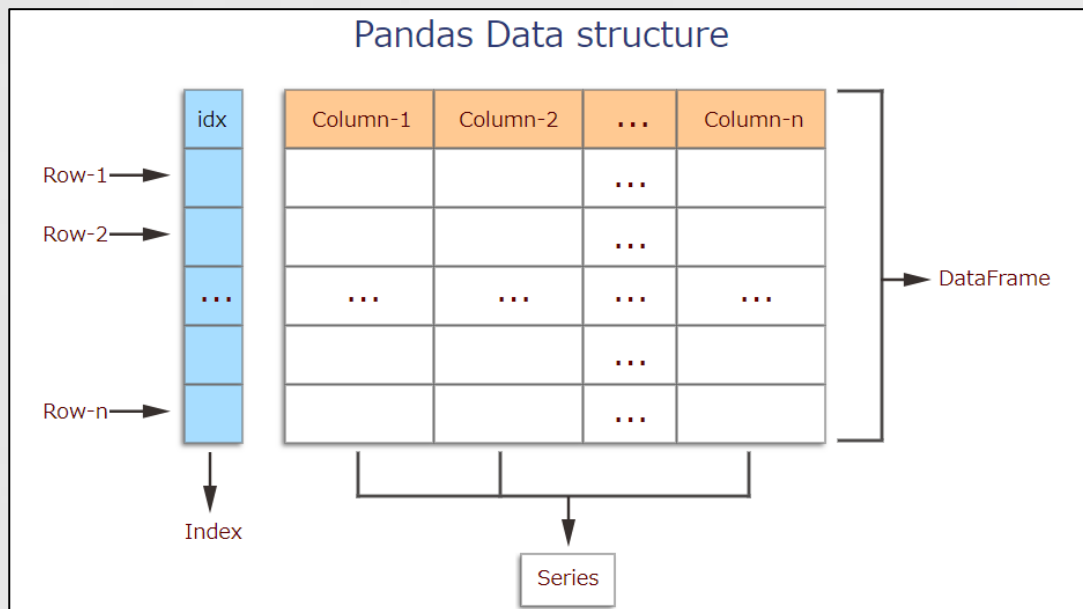 Pandas Data structure
idx Column-1 Column-2 ... Column-n
Row-1 ...
Row-2 ...
... ... ... ... ...
...
Row-n ...
DataFrame
Index
Series